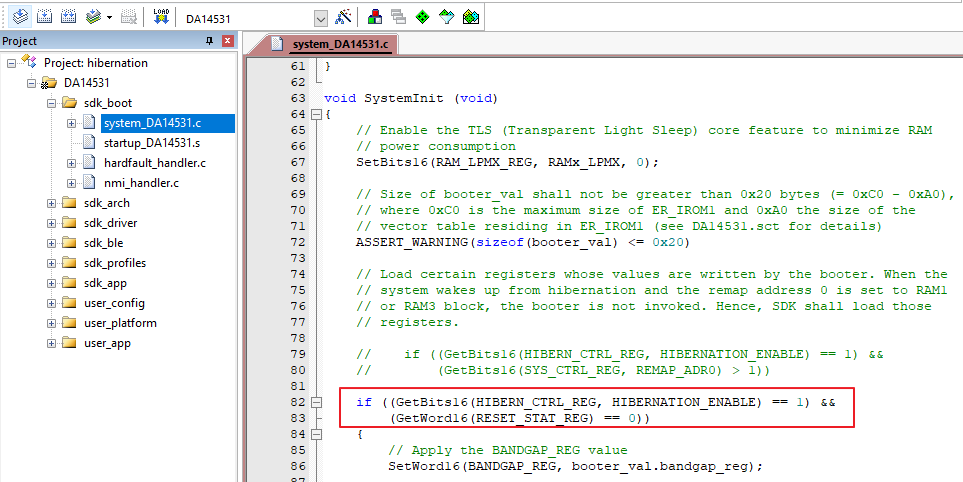 LOAD
DA14531
Project
Project: hibernation
DA14531
sdk_boot
system_DA14531.c
startup_DA14531.s
hardfault_handler.c
nmi_handler.c
sdk_arch
sdk_driver
sdk_ble
sdk_profiles
sdk_app
user_config
user_platform
user_app
system_DA14531.c
61 }
62
63 void SystemInit (void)
64 {
65 // Enable the TLS (Transparent Light Sleep) core feature to minimize RAM
66 // power consumption
67 SetBits16(RAM_LPMX_REG, RAMx_LPMX, 0);
68
69 // Size of booter_val shall not be greater than 0x20 bytes (= 0xC0 - 0xA0),
70 // where 0xC0 is the maximum size of ER_IROM1 and 0xA0 the size of the
71 // vector table residing in ER_IROM1 (see DA14531.sct for details)
72 ASSERT_WARNING(sizeof(booter_val) <= 0x20)
73
74 // Load certain registers whose values are written by the booter. When the
75 // system wakes up from hibernation and the remap address 0 is set to RAM1
76 // or RAM3 block, the booter is not invoked. Hence, SDK shall load those
77 // registers.
78
79 // if ((GetBits16(HIBERN_CTRL_REG, HIBERNATION_ENABLE) == 1) &&
80 // (GetBits16(SYS_CTRL_REG, REMAP_ADR0) > 1))
81
82 if ((GetBits16(HIBERN_CTRL_REG, HIBERNATION_ENABLE) == 1) &&
83 (GetWord16(RESET_STAT_REG) == 0))
84 {
85 // Apply the BANDGAP_REG value
86 SetWord16(BANDGAP_REG, booter_val.bandgap_reg);